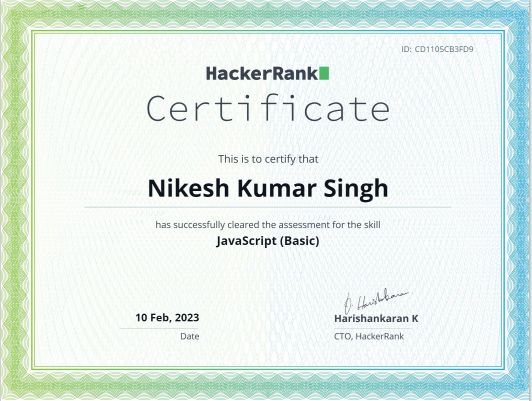 ID: CD1105CB3FD9
HackerRank
Certificate
This is to certify that
Nikesh Kumar Singh
has successfully cleared the assessment for the skill
JavaScript (Basic)
10 Feb, 2023
Date
Harishankaran K
CTO, HackerRank